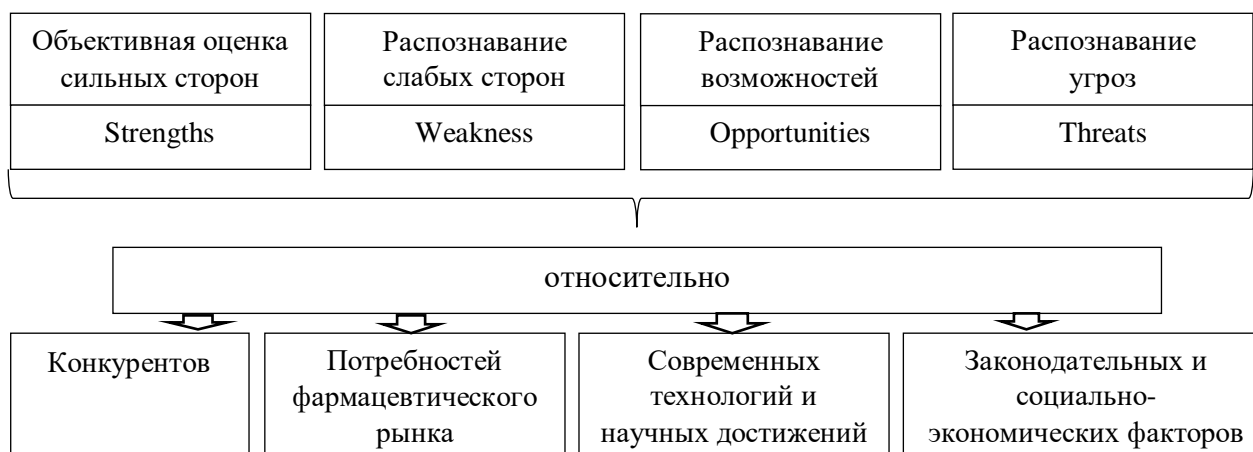 Объективная оценка
сильных сторон
Strengths
Распознавание
слабых сторон
Weakness
Распознавание
возможностей
Opportunities
Распознавание
угроз
Threats
относительно
Конкурентов
Потребностей
фармацевтического
рынка
Современных
технологий и
научных достижений
Законодательных и
социально-
экономических факторов